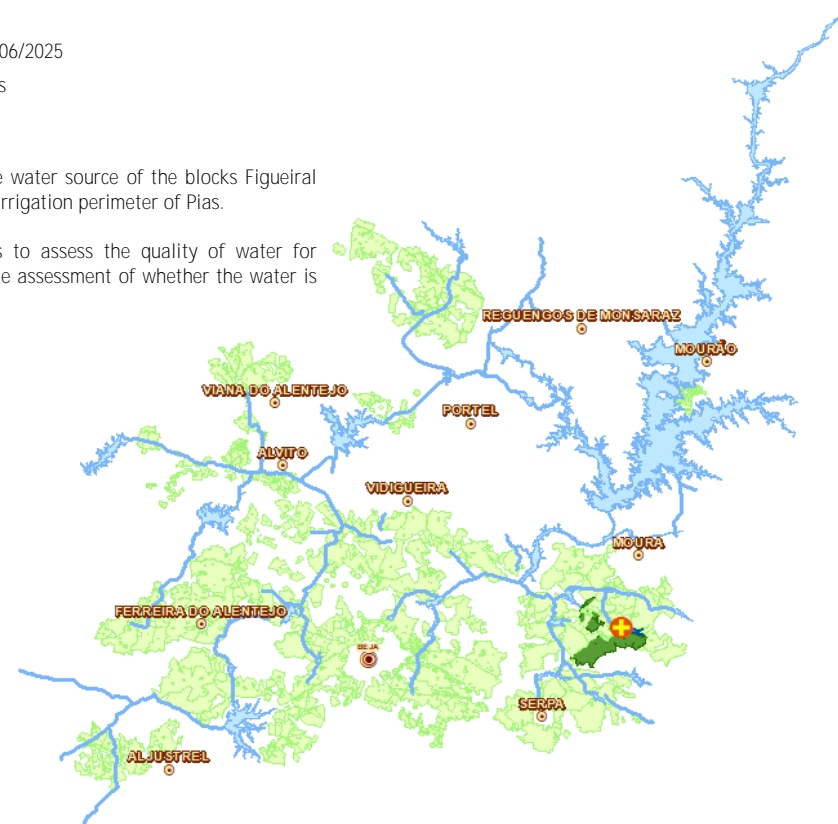 06/2025
s
e water source of the blocks Figueiral
irrigation perimeter of Pias.
s to assess the quality of water for
e assessment of whether the water is
REGUENGOS DE MONSARAZ
MOURÃO
VIANA DO ALENTEJO
PORTEL
ALVITO
VIDIGUEIRA
MOURA
FERREIRA DO ALENTEJO
BEJA
SERPA
ALJUSTREL